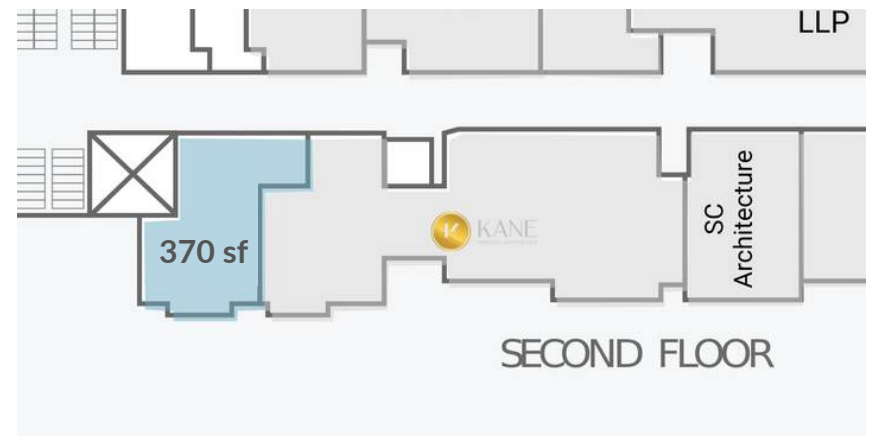 LLP
370 sf
KANE
SC
Architecture
SECOND FLOOR